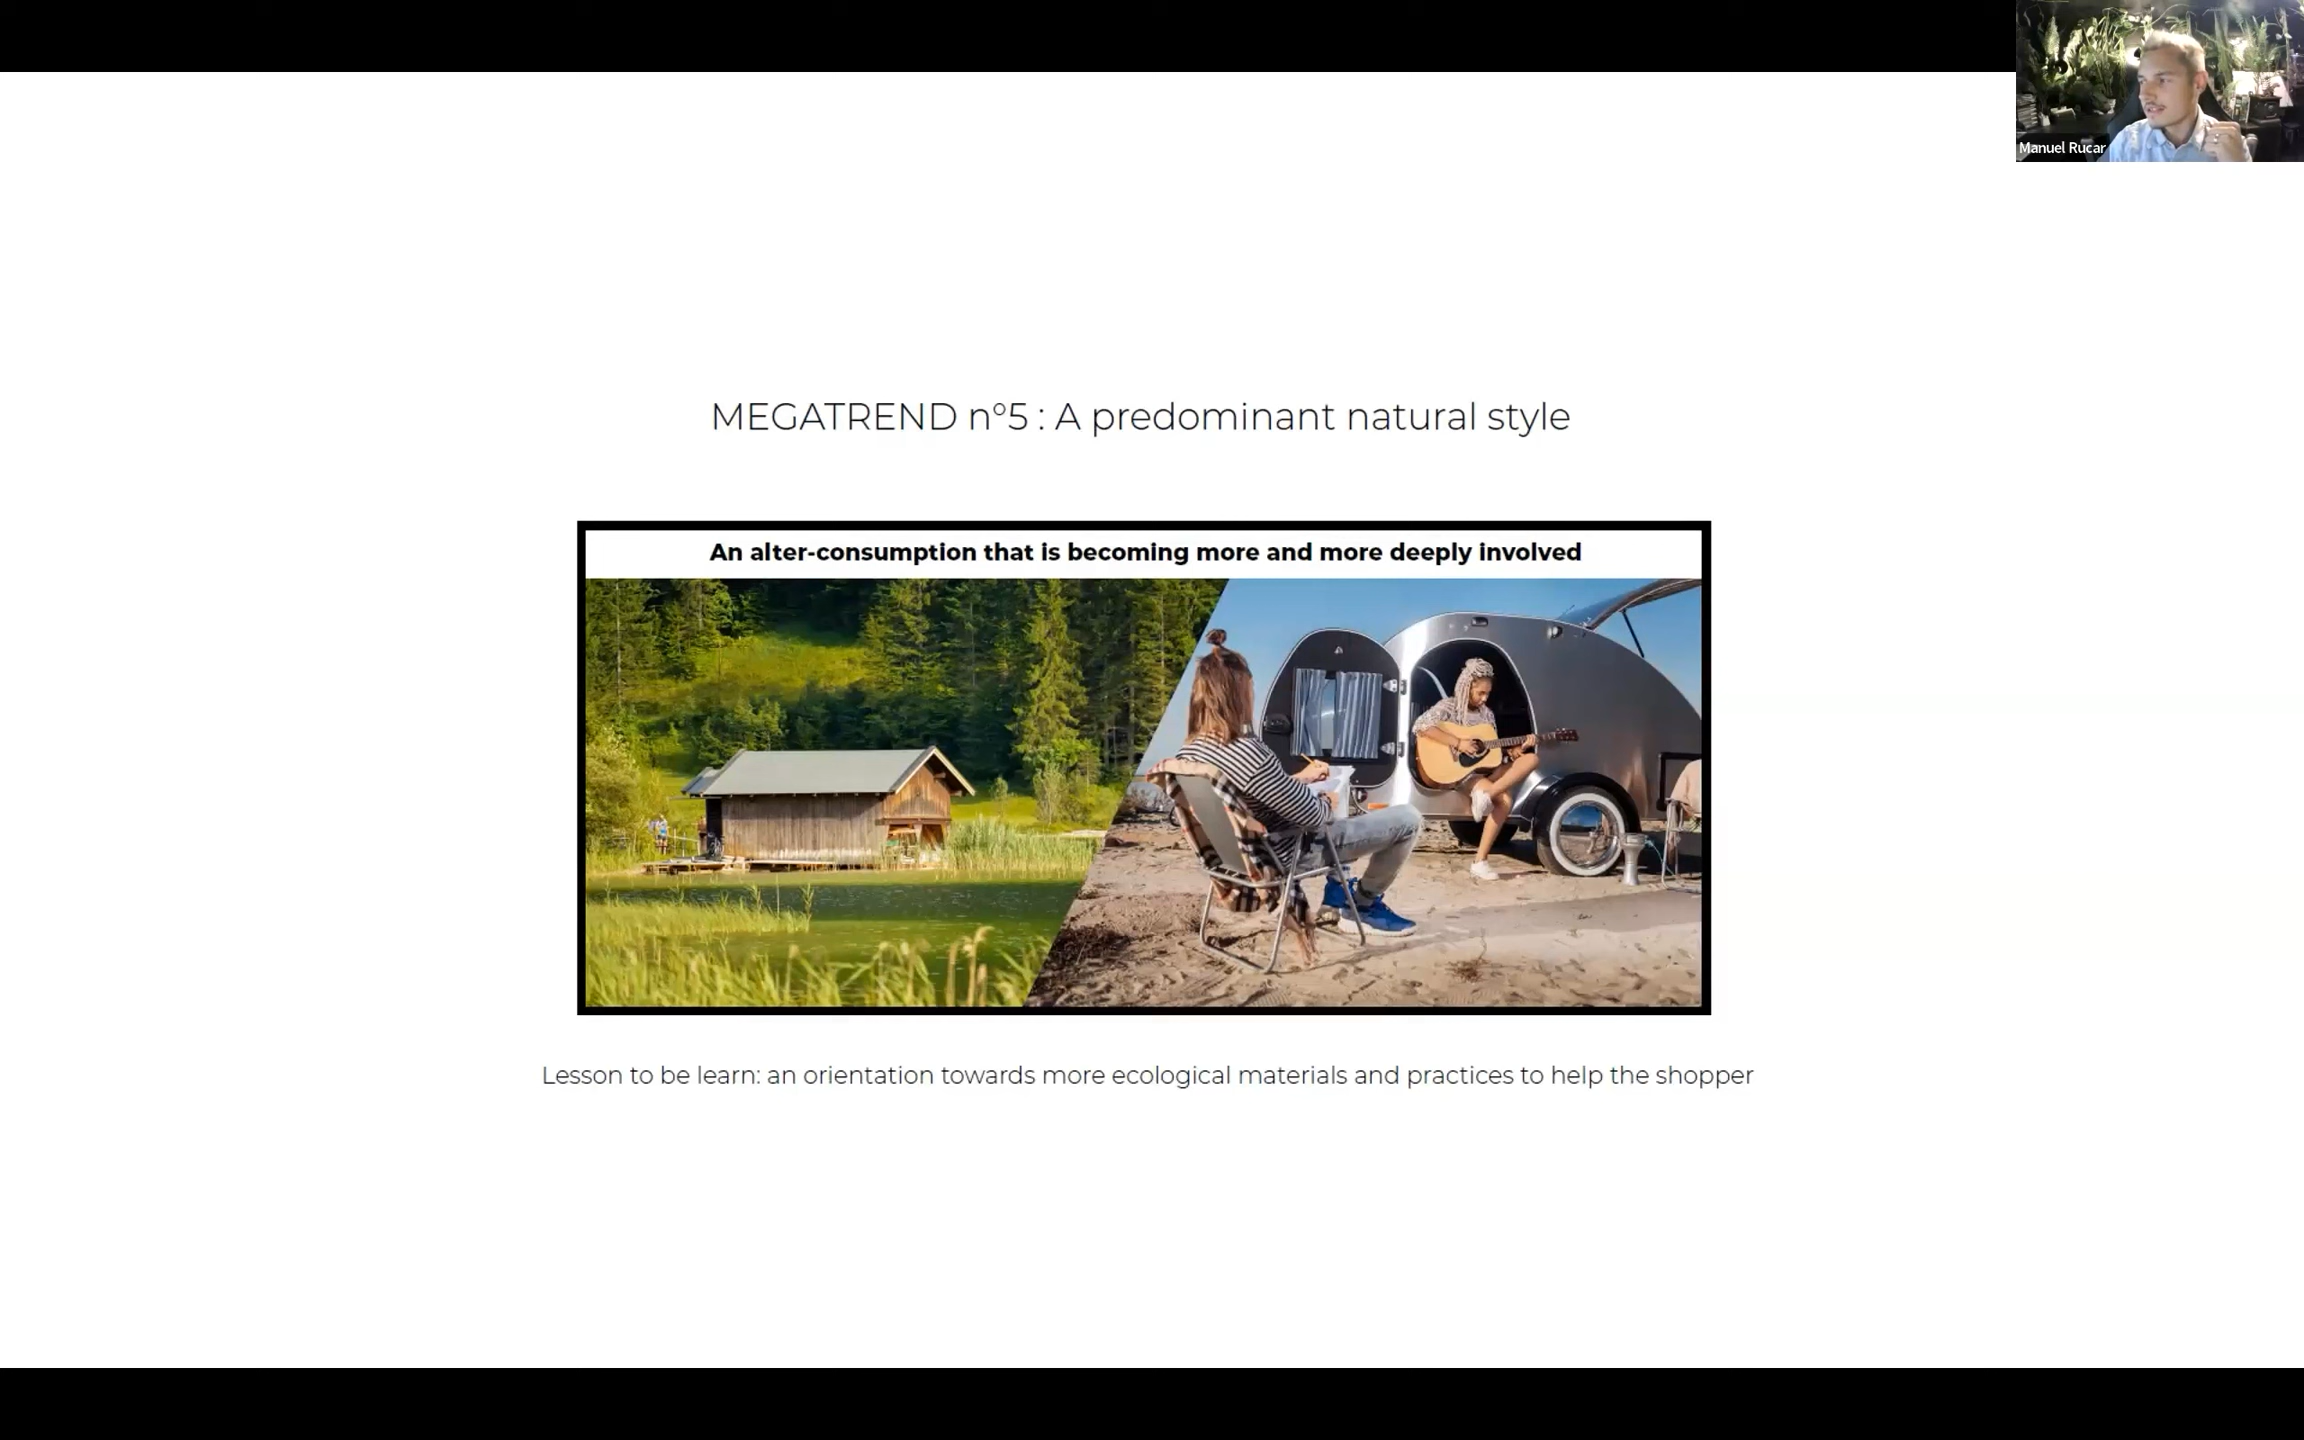 Manuel Rucar
MEGATREND n°5 : A predominant natural style
An alter-consumption that is becoming more and more deeply involved
Lesson to be learn: an orientation towards more ecological materials and practices to help the shopper